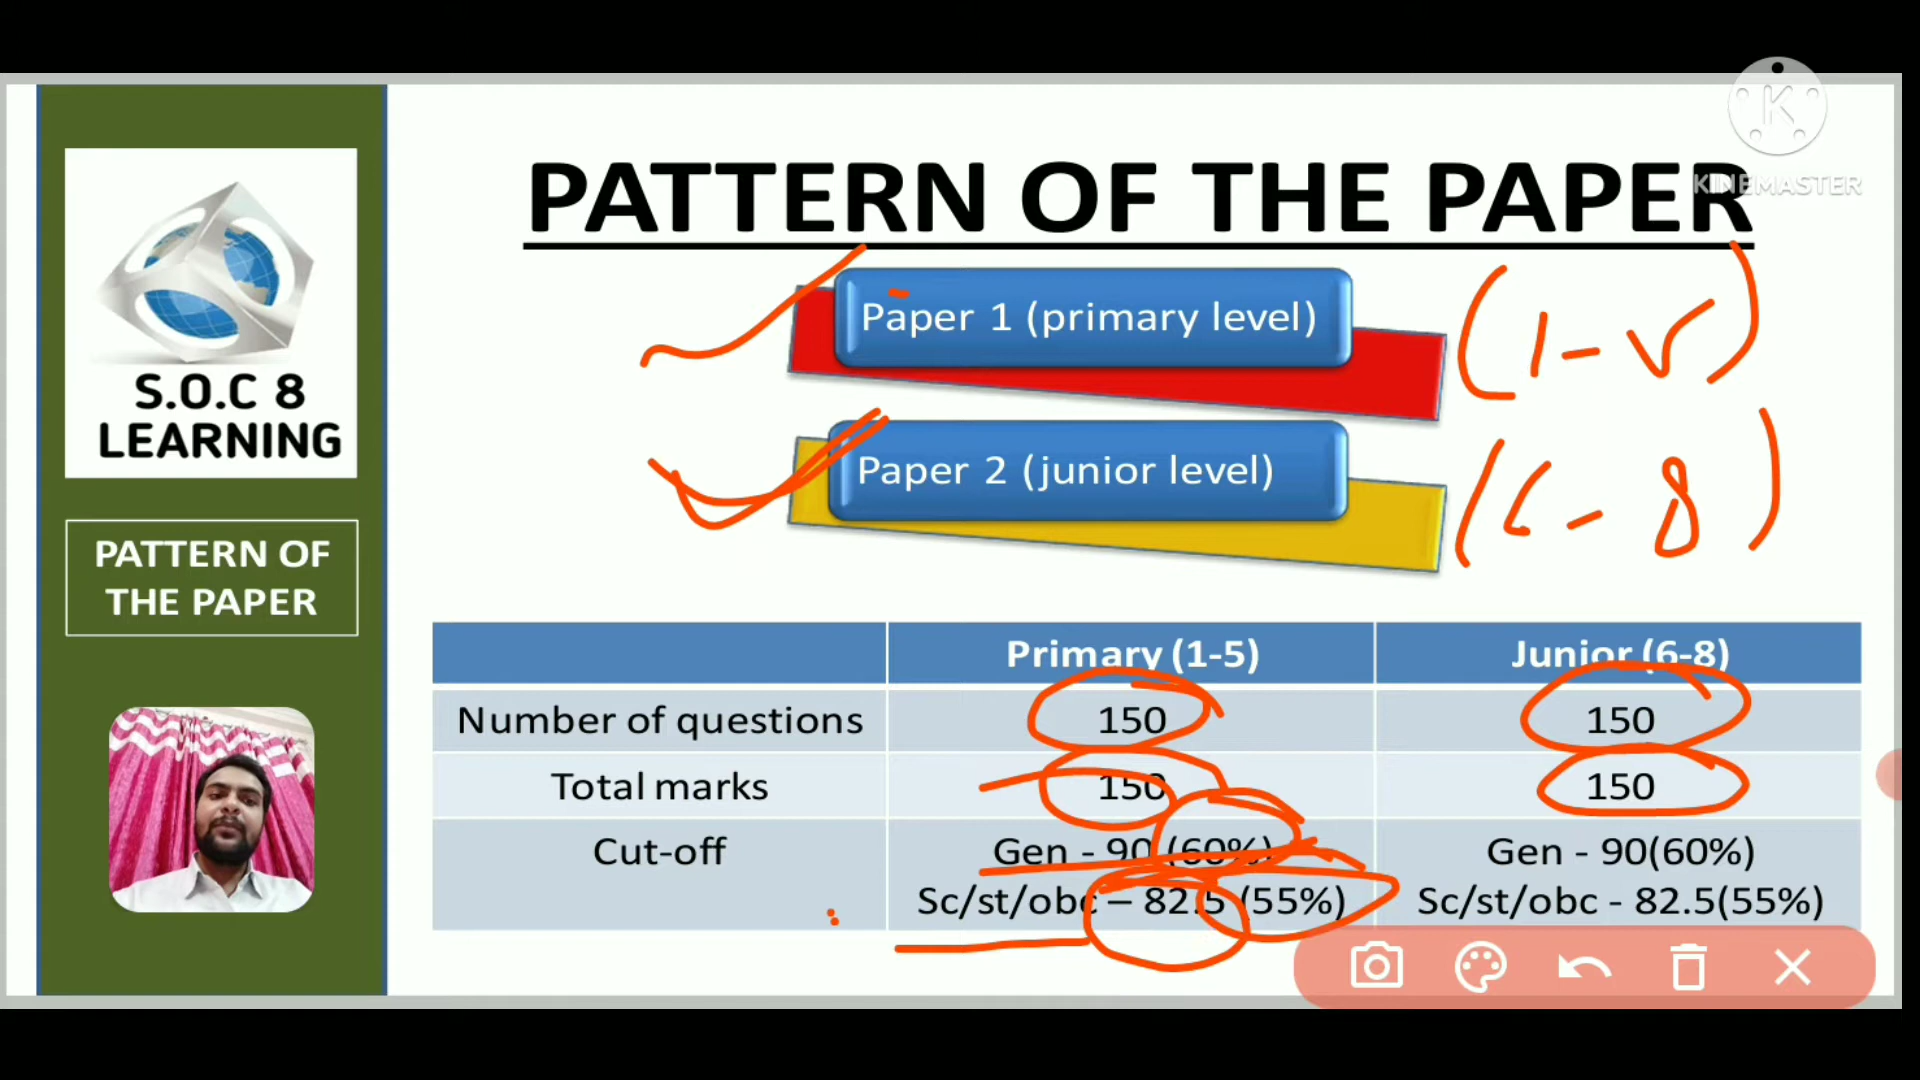 PATTERN OF THE PAPER
KINEMASTER
Paper 1 (primary level)
(1-5)
Paper 2 (junior level)
(6-8)
S.O.C 8
LEARNING
PATTERN OF
THE PAPER
Primary (1-5) Junior (6-8)
Number of questions 150 150
Total marks 150 150
Cut-off Gen - 90 (60%) Gen - 90(60%)
Sc/st/obc – 82.5 (55%) Sc/st/obc - 82.5(55%)